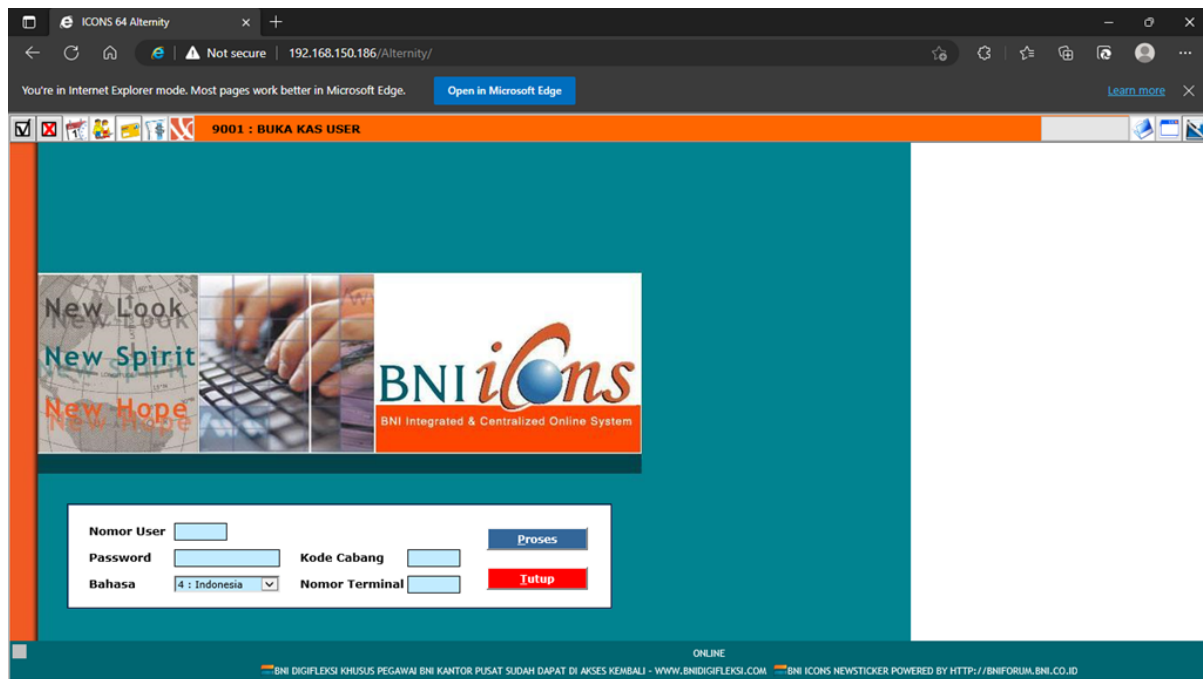 ICONS 64 Alternity
Not secure 192.168.150.186/Alternity/
You're in Internet Explorer mode. Most pages work better in Microsoft Edge. Open in Microsoft Edge Learn more
9001 : BUKA KAS USER
New Look
New Spirit
New Hope
BNI icons
BNI Integrated & Centralized Online System
Nomor User
Proses
Password Kode Cabang
Bahasa 4 : Indonesia Nomor Terminal
Tutup
ONLINE
BNI DIGIFLEKSI KHUSUS PEGAWAI BNI KANTOR PUSAT SUDAH DAPAT DI AKSES KEMBALI - WWW.BNIDIGIFLEKSI.COM BNI ICONS NEWSTICKER POWERED BY HTTP://BNIFORUM.BNI.CO.ID